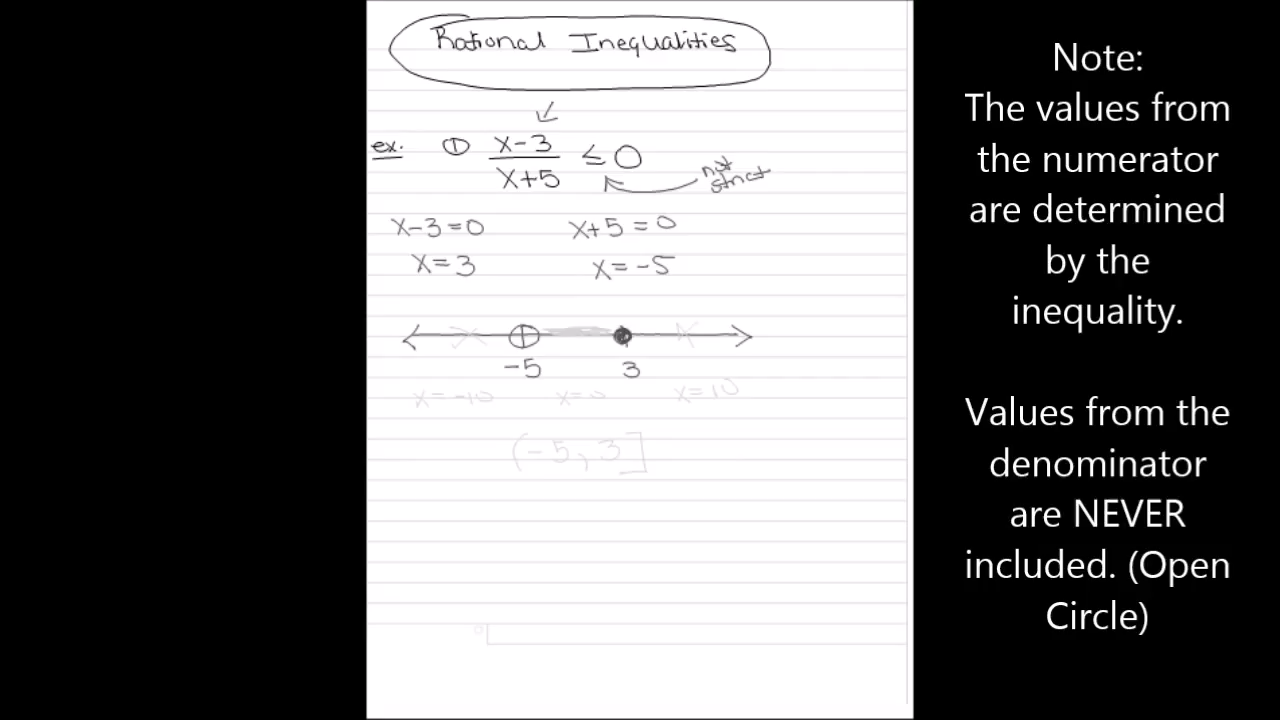 Rational Inequalities
ex. ① x-3/x+5 ≤ 0
not strict
x-3=0 x+5=0
x=3 x=-5
-5 3
x=-10 x=0 x=10
(-5, 3]
Note:
The values from
the numerator
are determined
by the
inequality.
Values from the
denominator
are NEVER
included. (Open
Circle)